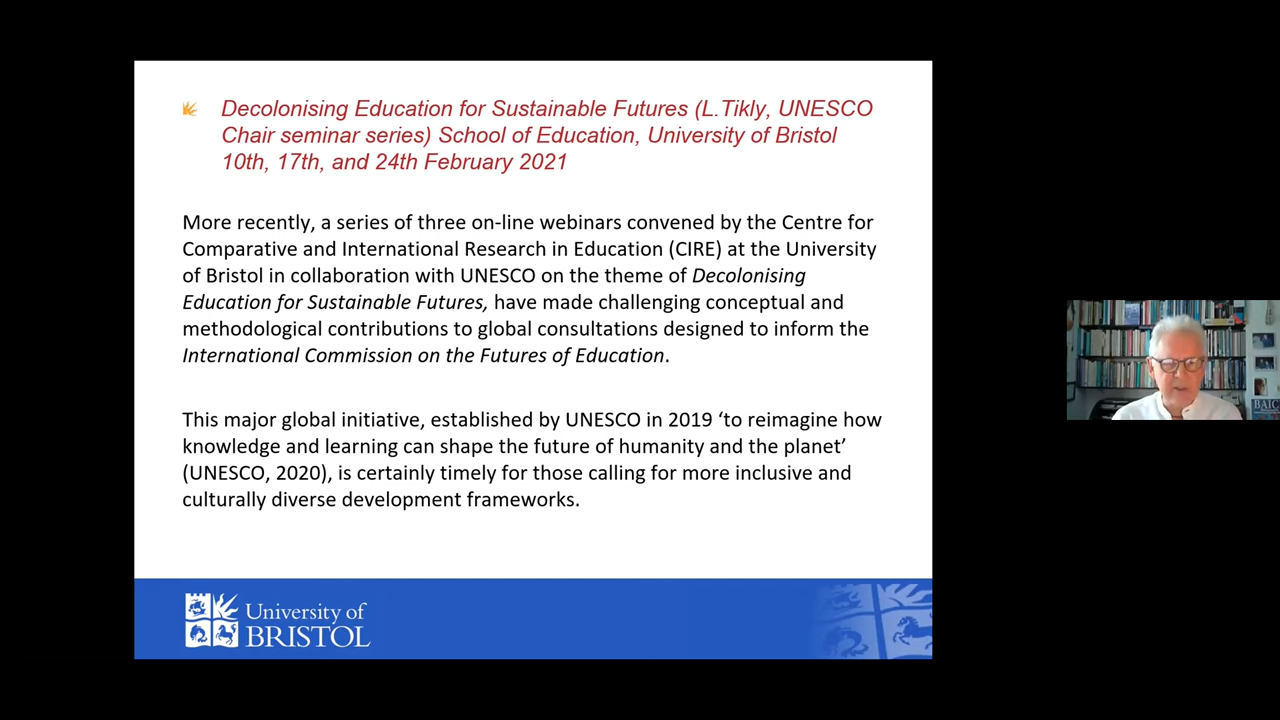 Decolonising Education for Sustainable Futures (L.Tikly, UNESCO
Chair seminar series) School of Education, University of Bristol
10th, 17th, and 24th February 2021
More recently, a series of three on-line webinars convened by the Centre for
Comparative and International Research in Education (CIRE) at the University
of Bristol in collaboration with UNESCO on the theme of Decolonising
Education for Sustainable Futures, have made challenging conceptual and
methodological contributions to global consultations designed to inform the
International Commission on the Futures of Education.
This major global initiative, established by UNESCO in 2019 ‘to reimagine how
knowledge and learning can shape the future of humanity and the planet’
(UNESCO, 2020), is certainly timely for those calling for more inclusive and
culturally diverse development frameworks.
University of
BRISTOL
BAIC